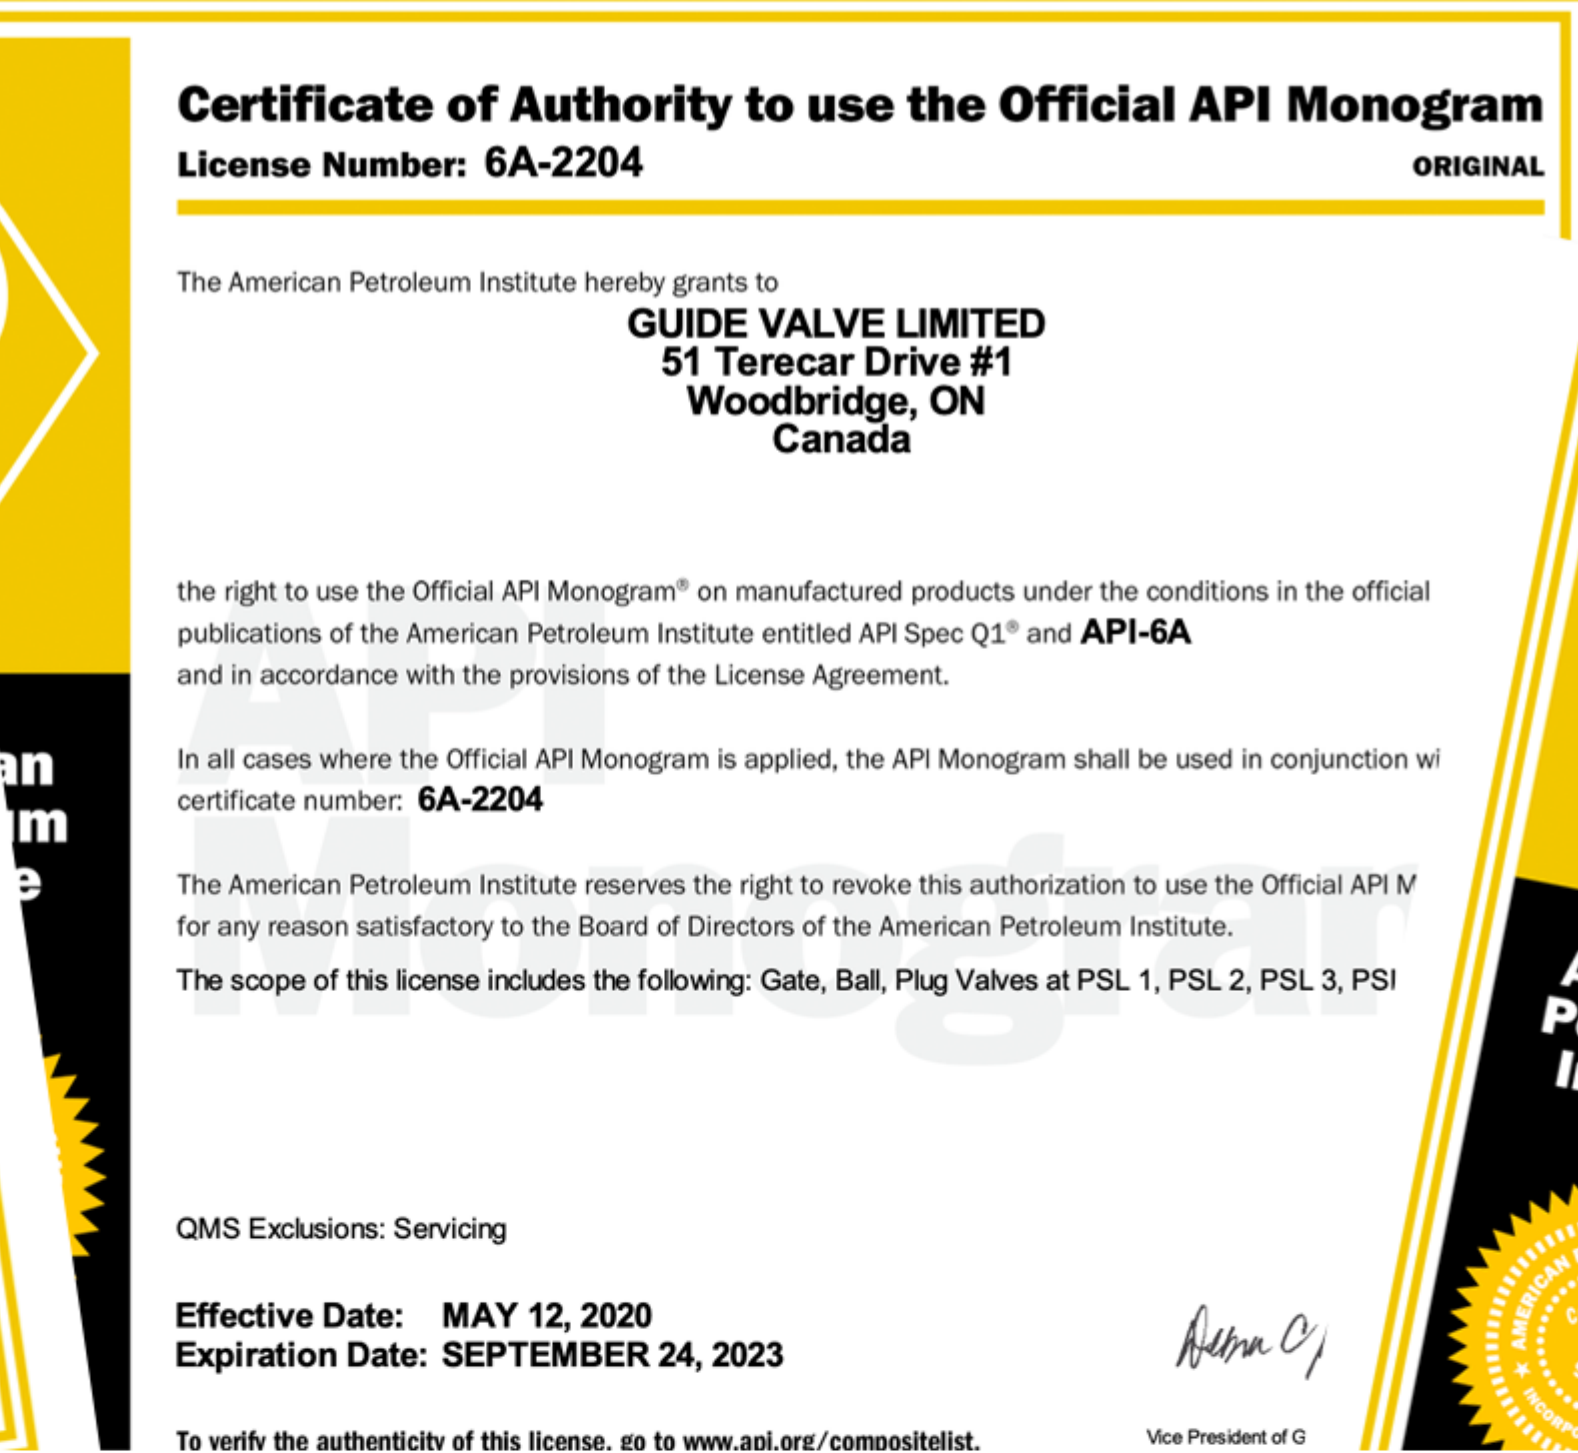 Certificate of Authority to use the Official API Monogram
License Number: 6A-2204
ORIGINAL
The American Petroleum Institute hereby grants to
GUIDE VALVE LIMITED
51 Terecar Drive #1
Woodbridge, ON
Canada
the right to use the Official API Monogram® on manufactured products under the conditions in the official
publications of the American Petroleum Institute entitled API Spec Q1® and API-6A
and in accordance with the provisions of the License Agreement.
In all cases where the Official API Monogram is applied, the API Monogram shall be used in conjunction wi
certificate number: 6A-2204
The American Petroleum Institute reserves the right to revoke this authorization to use the Official API M
for any reason satisfactory to the Board of Directors of the American Petroleum Institute.
The scope of this license includes the following: Gate, Ball, Plug Valves at PSL 1, PSL 2, PSL 3, PSI
API
Monogram
QMS Exclusions: Servicing
Effective Date: MAY 12, 2020
Expiration Date: SEPTEMBER 24, 2023
To verify the authenticity of this license, go to www.api.org/compositelist.
Vice President of G
an
um
e
AMERICAN